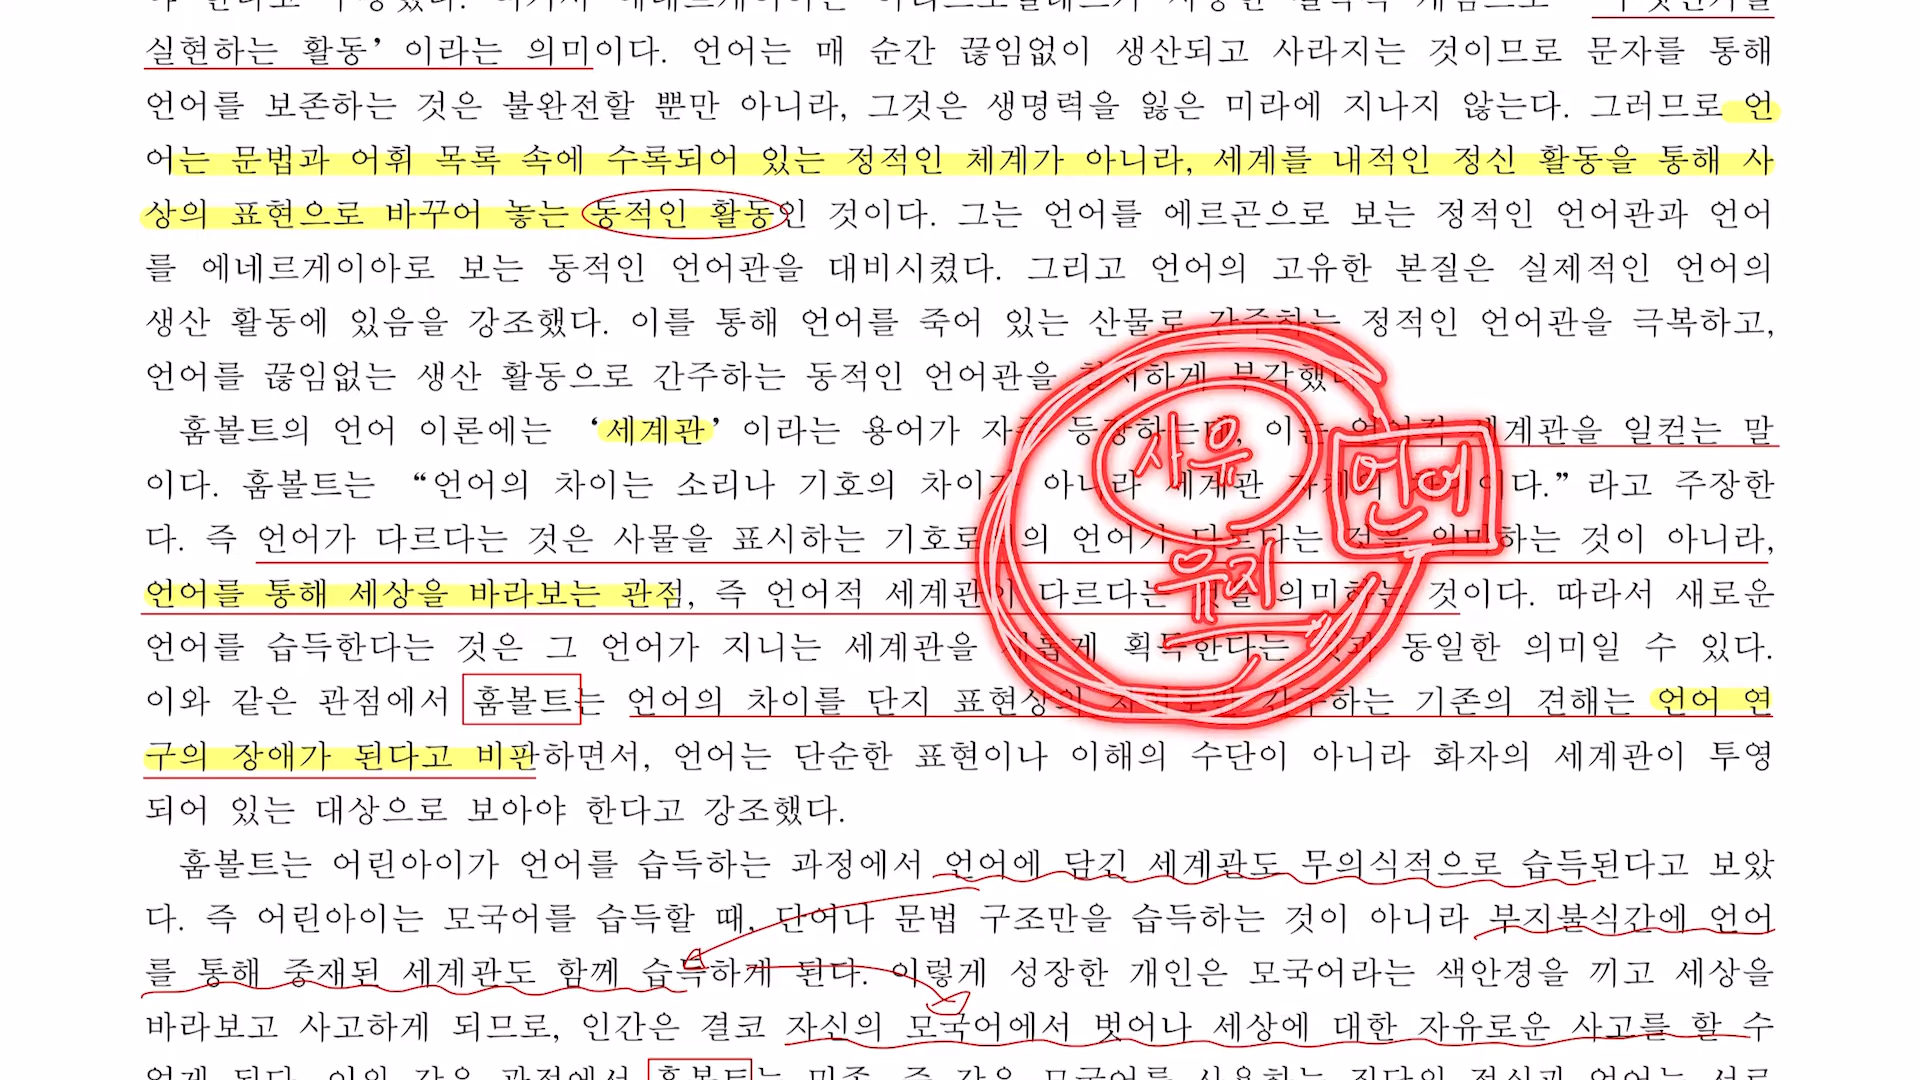 실현하는 활동’이라는 의미이다. 언어는 매 순간 끊임없이 생산되고 사라지는 것이므로 문자를 통해
언어를 보존하는 것은 불완전할 뿐만 아니라, 그것은 생명력을 잃은 미라에 지나지 않는다. 그러므로 언
어는 문법과 어휘 목록 속에 수록되어 있는 정적인 체계가 아니라, 세계를 내적인 정신 활동을 통해 사
상의 표현으로 바꾸어 놓는 동적인 활동인 것이다. 그는 언어를 에르곤으로 보는 정적인 언어관과 언어
를 에네르게이아로 보는 동적인 언어관을 대비시켰다. 그리고 언어의 고유한 본질은 실제적인 언어의
생산 활동에 있음을 강조했다. 이를 통해 언어를 죽어 있는 산물로 간주하는 정적인 언어관을 극복하고,
언어를 끊임없는 생산 활동으로 간주하는 동적인 언어관을 부각했다
훔볼트의 언어 이론에는 ‘세계관’이라는 용어가 자주 등장하는데, 이는 언어적 세계관을 일컫는 말
사유 언어
이다. 훔볼트는 “언어의 차이는 소리나 기호의 차이가 아니라 세계관 자체의 차이다.”라고 주장한
다. 즉 언어가 다르다는 것은 사물을 표시하는 기호로서의 언어가 다르다는 것을 의미하는 것이 아니라,
유지
언어를 통해 세상을 바라보는 관점, 즉 언어적 세계관이 다르다는 것을 의미하는 것이다. 따라서 새로운
언어를 습득한다는 것은 그 언어가 지니는 세계관을 새롭게 획득한다는 것과 동일한 의미일 수 있다.
이와 같은 관점에서 훔볼트는 언어의 차이를 단지 표현상의 간주하는 기존의 견해는 언어 연
구의 장애가 된다고 비판하면서, 언어는 단순한 표현이나 이해의 수단이 아니라 화자의 세계관이 투영
되어 있는 대상으로 보아야 한다고 강조했다.
훔볼트는 어린아이가 언어를 습득하는 과정에서 언어에 담긴 세계관도 무의식적으로 습득된다고 보았
다. 즉 어린아이는 모국어를 습득할 때, 단어나 문법 구조만을 습득하는 것이 아니라 부지불식간에 언어
를 통해 중재된 세계관도 함께 습득하게 된다. 이렇게 성장한 개인은 모국어라는 색안경을 끼고 세상을
바라보고 사고하게 되므로, 인간은 결코 자신의 모국어에서 벗어나 세상에 대한 자유로운 사고를 할 수